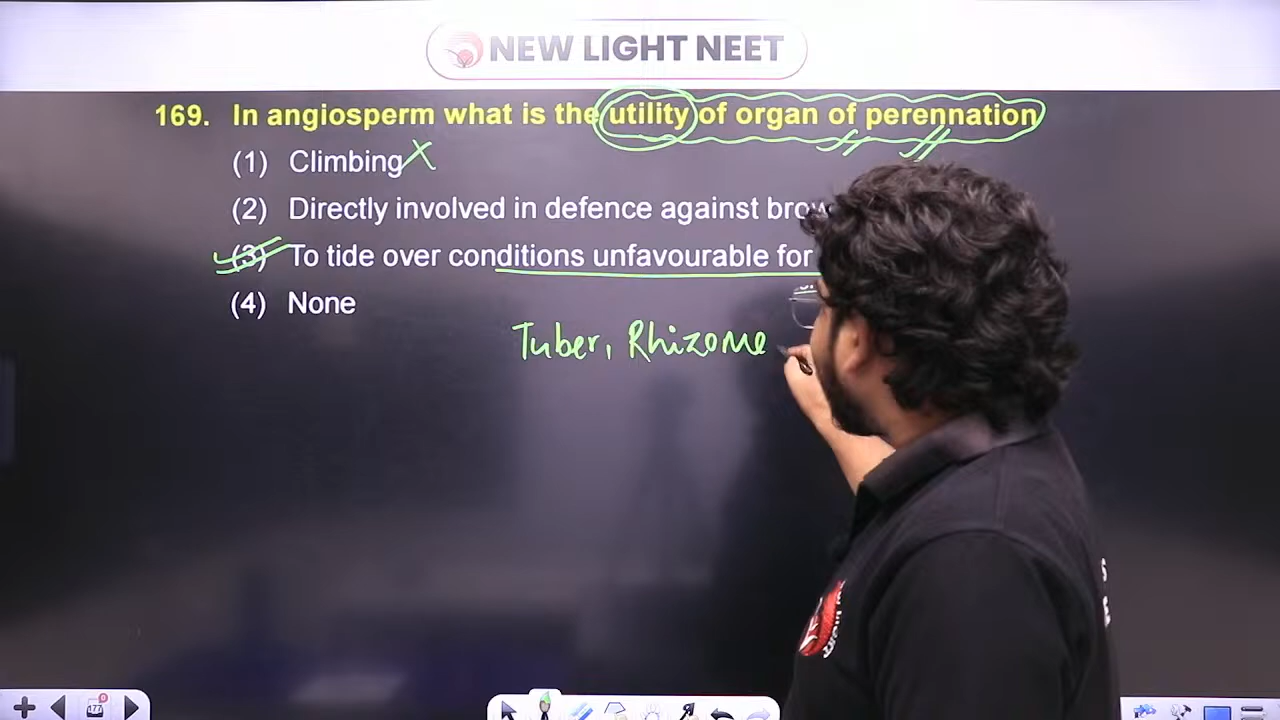 NEW LIGHT NEET
169. In angiosperm what is the utility of organ of perennation
(1) Climbing X
(2) Directly involved in defence against
(3) To tide over conditions unfavourable for
(4) None
Tuber, Rhizome